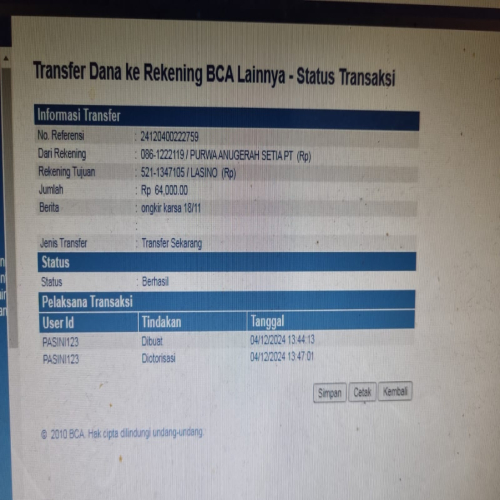 Transfer Dana ke Rekening BCA Lainnya - Status Transaksi
Informasi Transfer
No. Referensi : 24120400222759
Dari Rekening : 086-1222119 / PURWA ANUGERAH SETIA PT (Rp)
Rekening Tujuan : 521-1347105 / LASINO (Rp)
Jumlah : Rp 64,000.00
Berita : ongkir karsa 18/11
:
:
Jenis Transfer : Transfer Sekarang
Status
Status : Berhasil
Pelaksana Transaksi
User Id Tindakan Tanggal
PASINI123 Dibuat 04/12/2024 13:44:13
PASINI123 Diotorisasi 04/12/2024 13:47:01
Simpan Cetak Kembali
© 2010 BCA. Hak cipta dilindungi undang-undang.